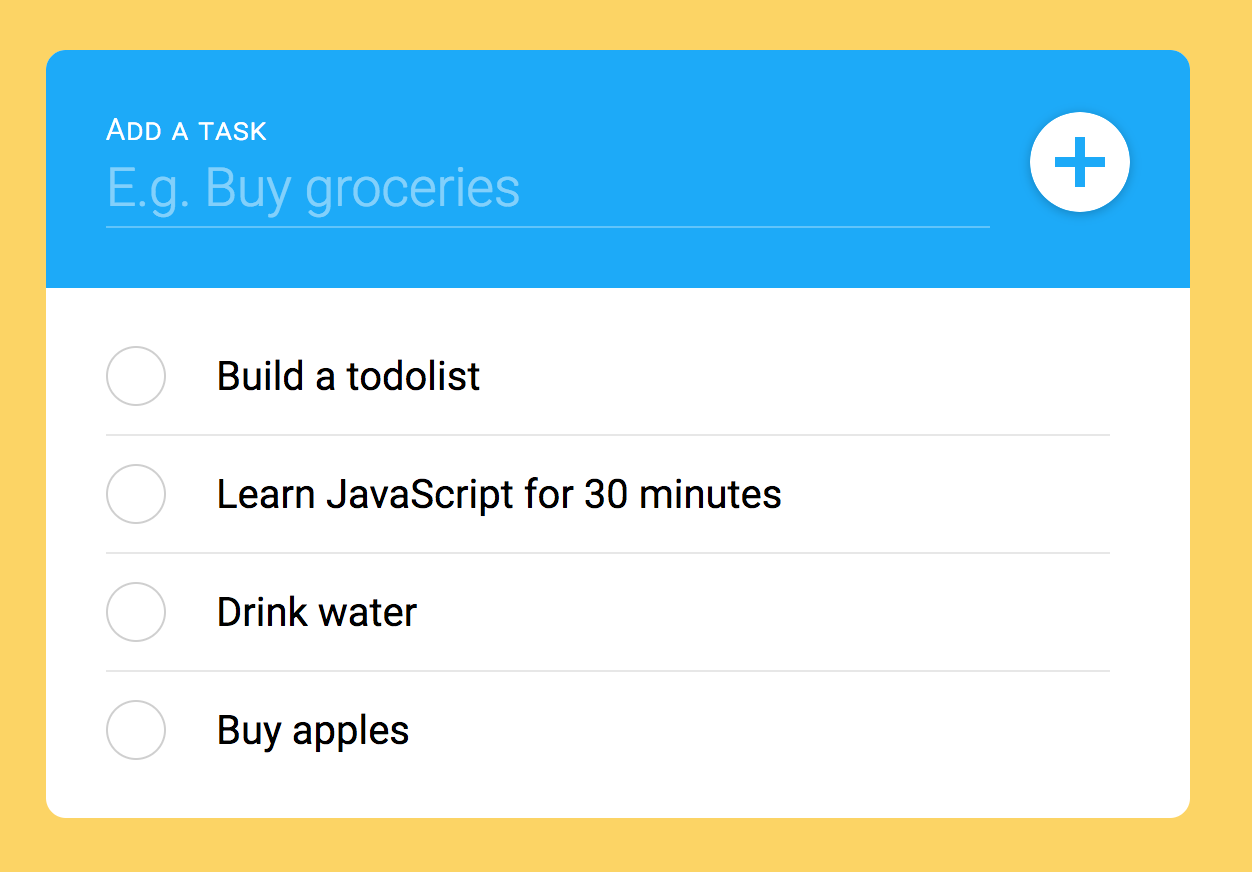 Add a task
E.g. Buy groceries
Build a todolist
Learn JavaScript for 30 minutes
Drink water
Buy apples